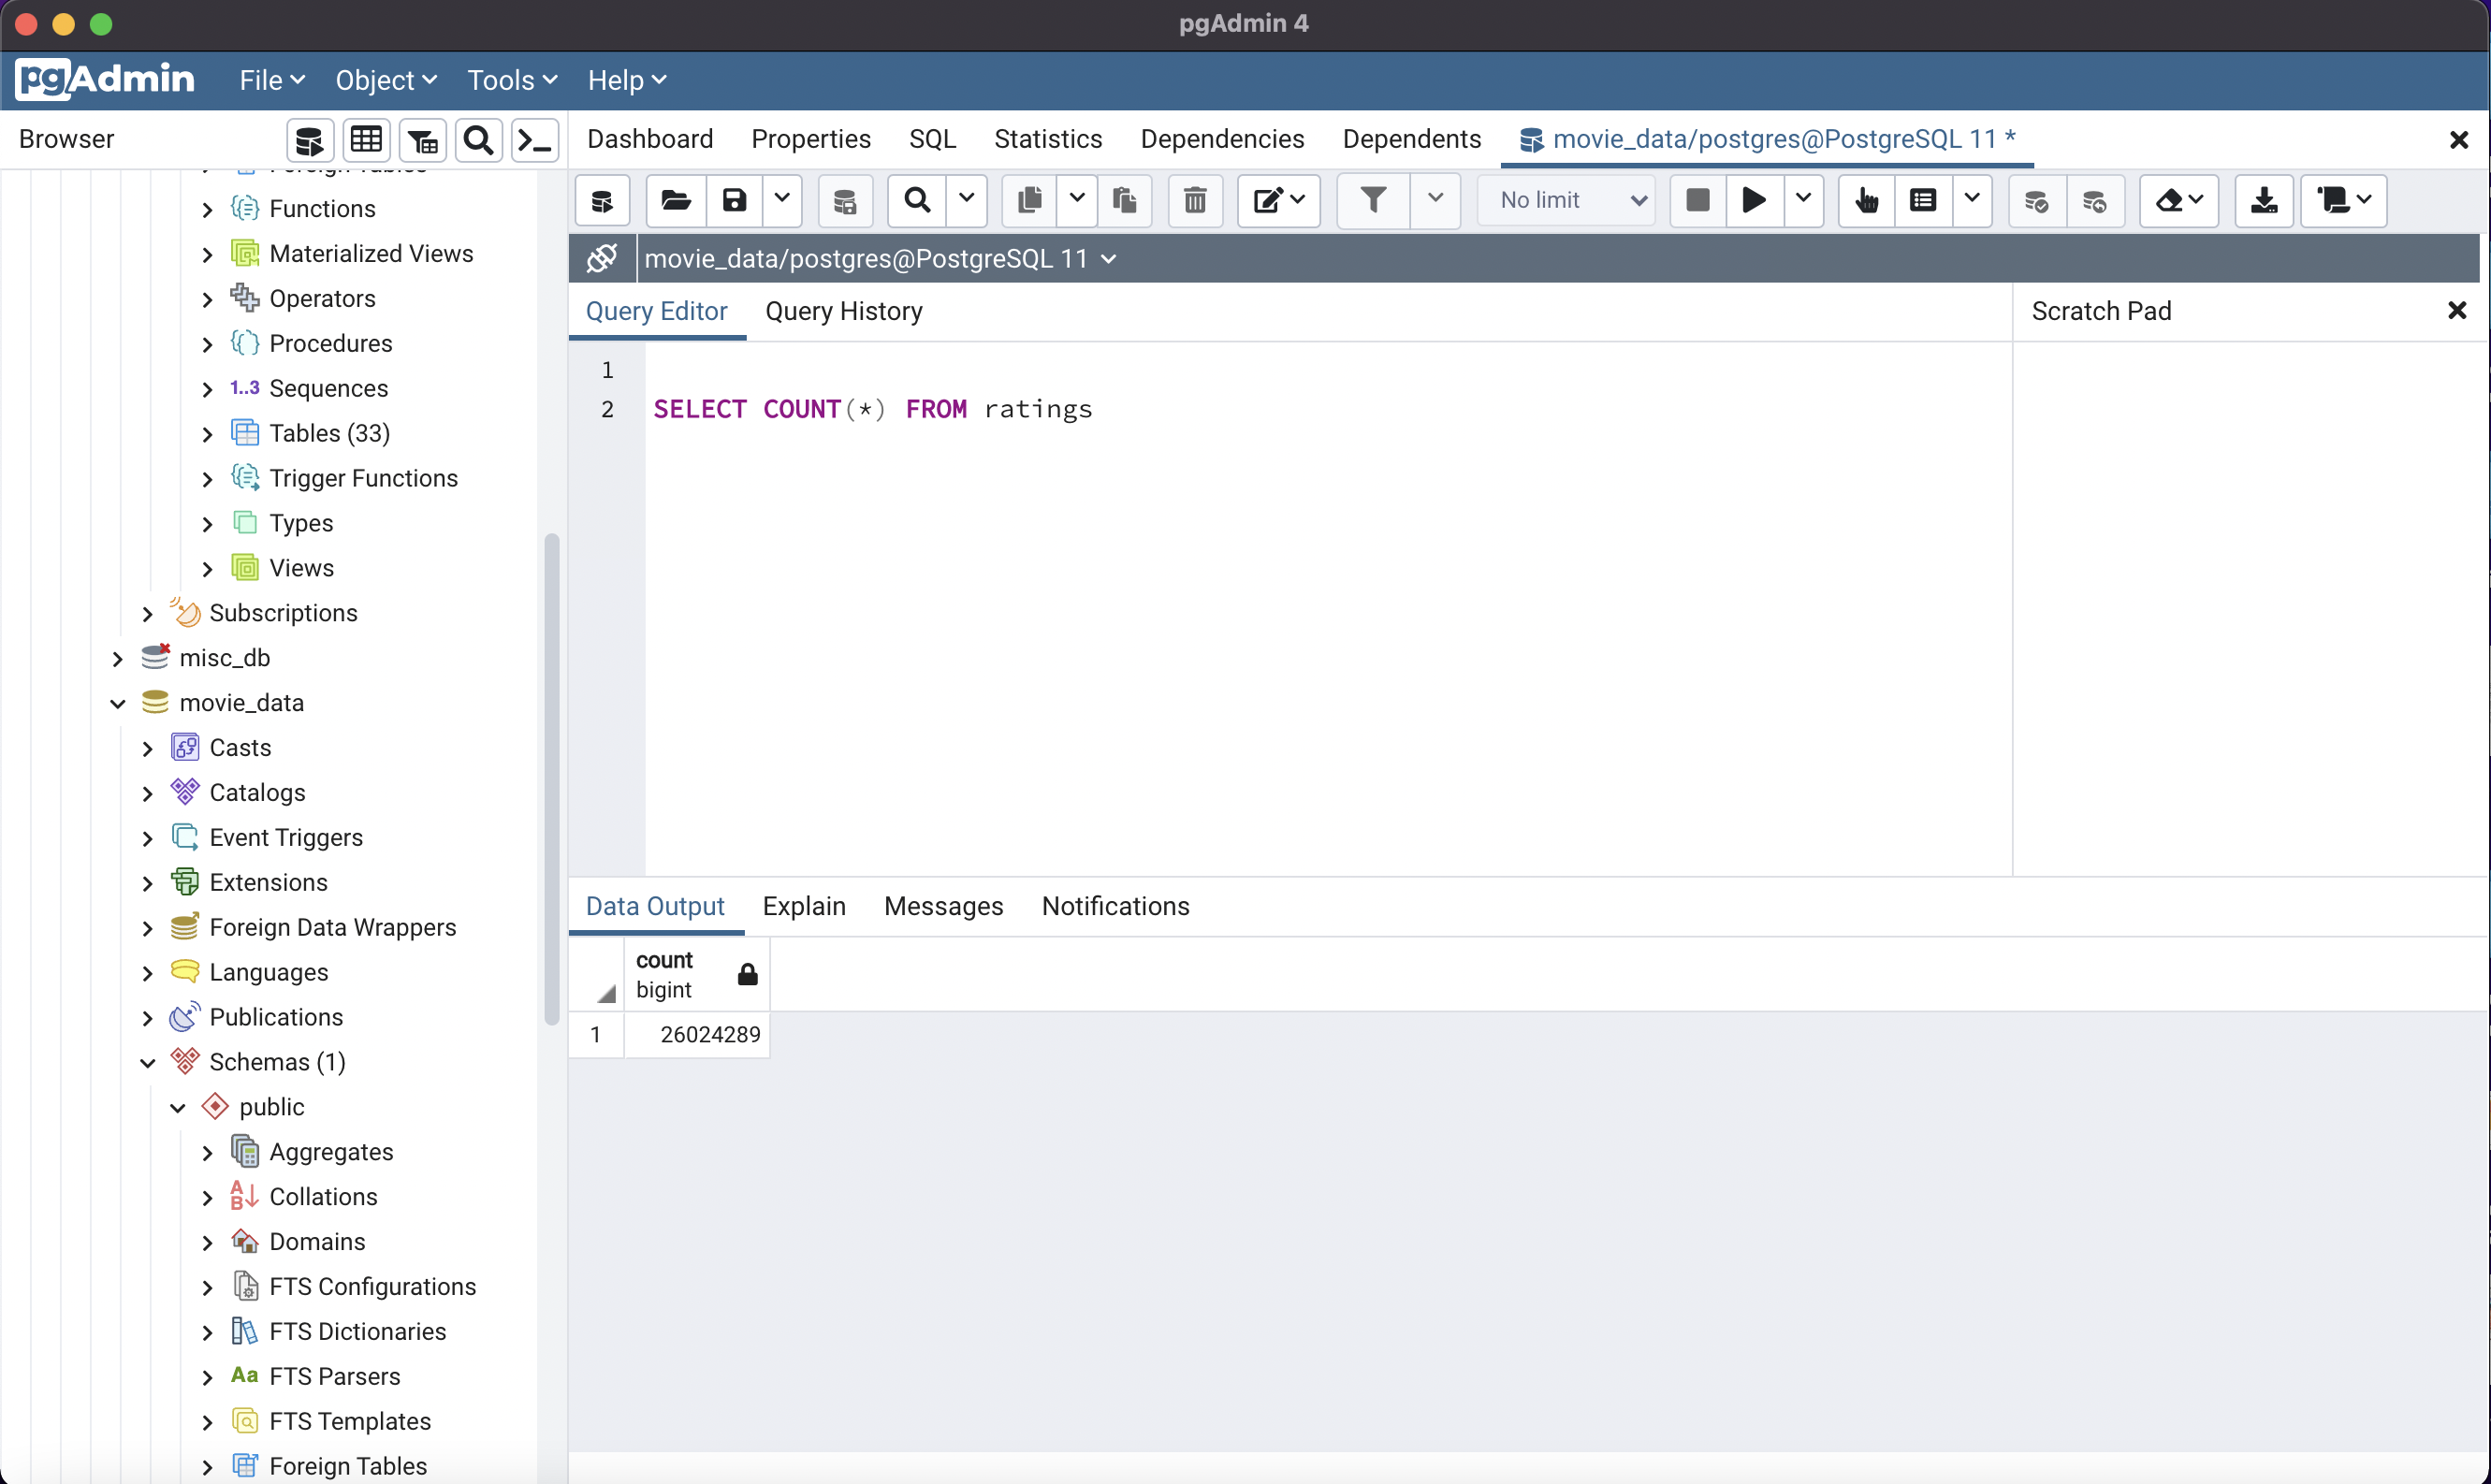 pgAdmin 4
pgAdmin File Object Tools Help
Browser
Dashboard Properties SQL Statistics Dependencies Dependents movie_data/postgres@PostgreSQL 11 *
No limit
movie_data/postgres@PostgreSQL 11
Query Editor Query History
Scratch Pad
1
2 SELECT COUNT(*) FROM ratings
Data Output Explain Messages Notifications
count
bigint
1 26024289
Foreign Tables
Functions
Materialized Views
Operators
Procedures
1..3 Sequences
Tables (33)
Trigger Functions
Types
Views
Subscriptions
misc_db
movie_data
Casts
Catalogs
Event Triggers
Extensions
Foreign Data Wrappers
Languages
Publications
Schemas (1)
public
Aggregates
AB Collations
Domains
FTS Configurations
FTS Dictionaries
Aa FTS Parsers
FTS Templates
Foreign Tables